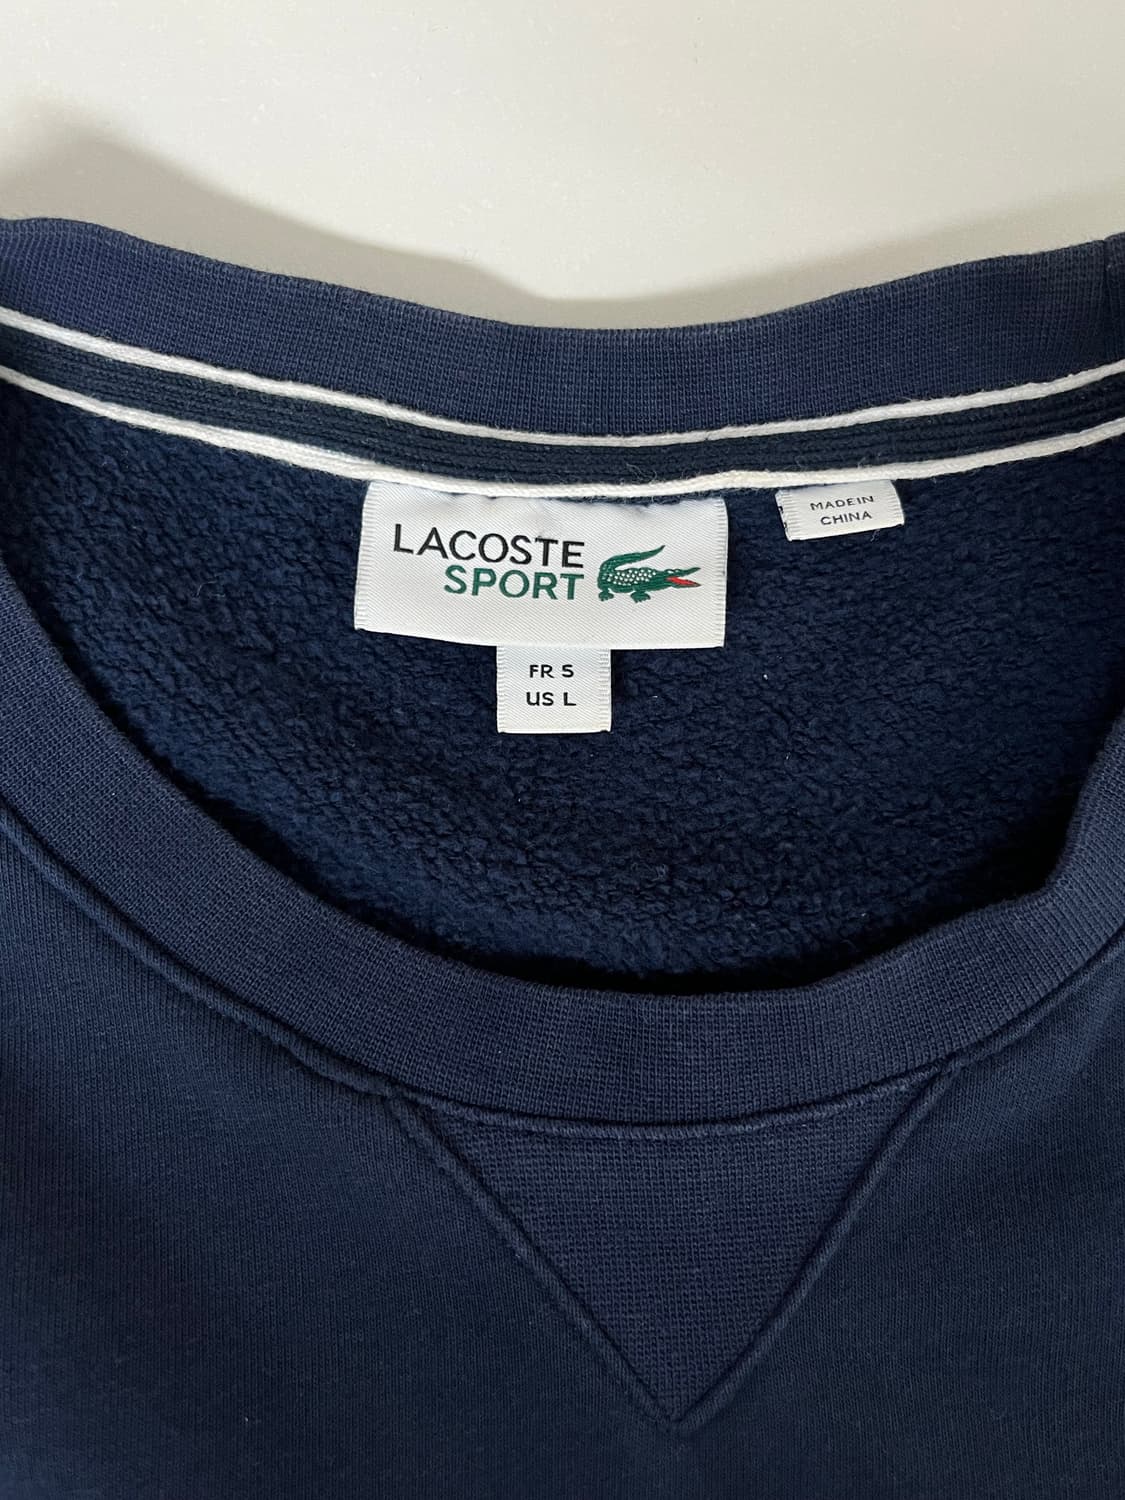 LACOSTE
SPORT
MADE IN
CHINA
FR S
US L